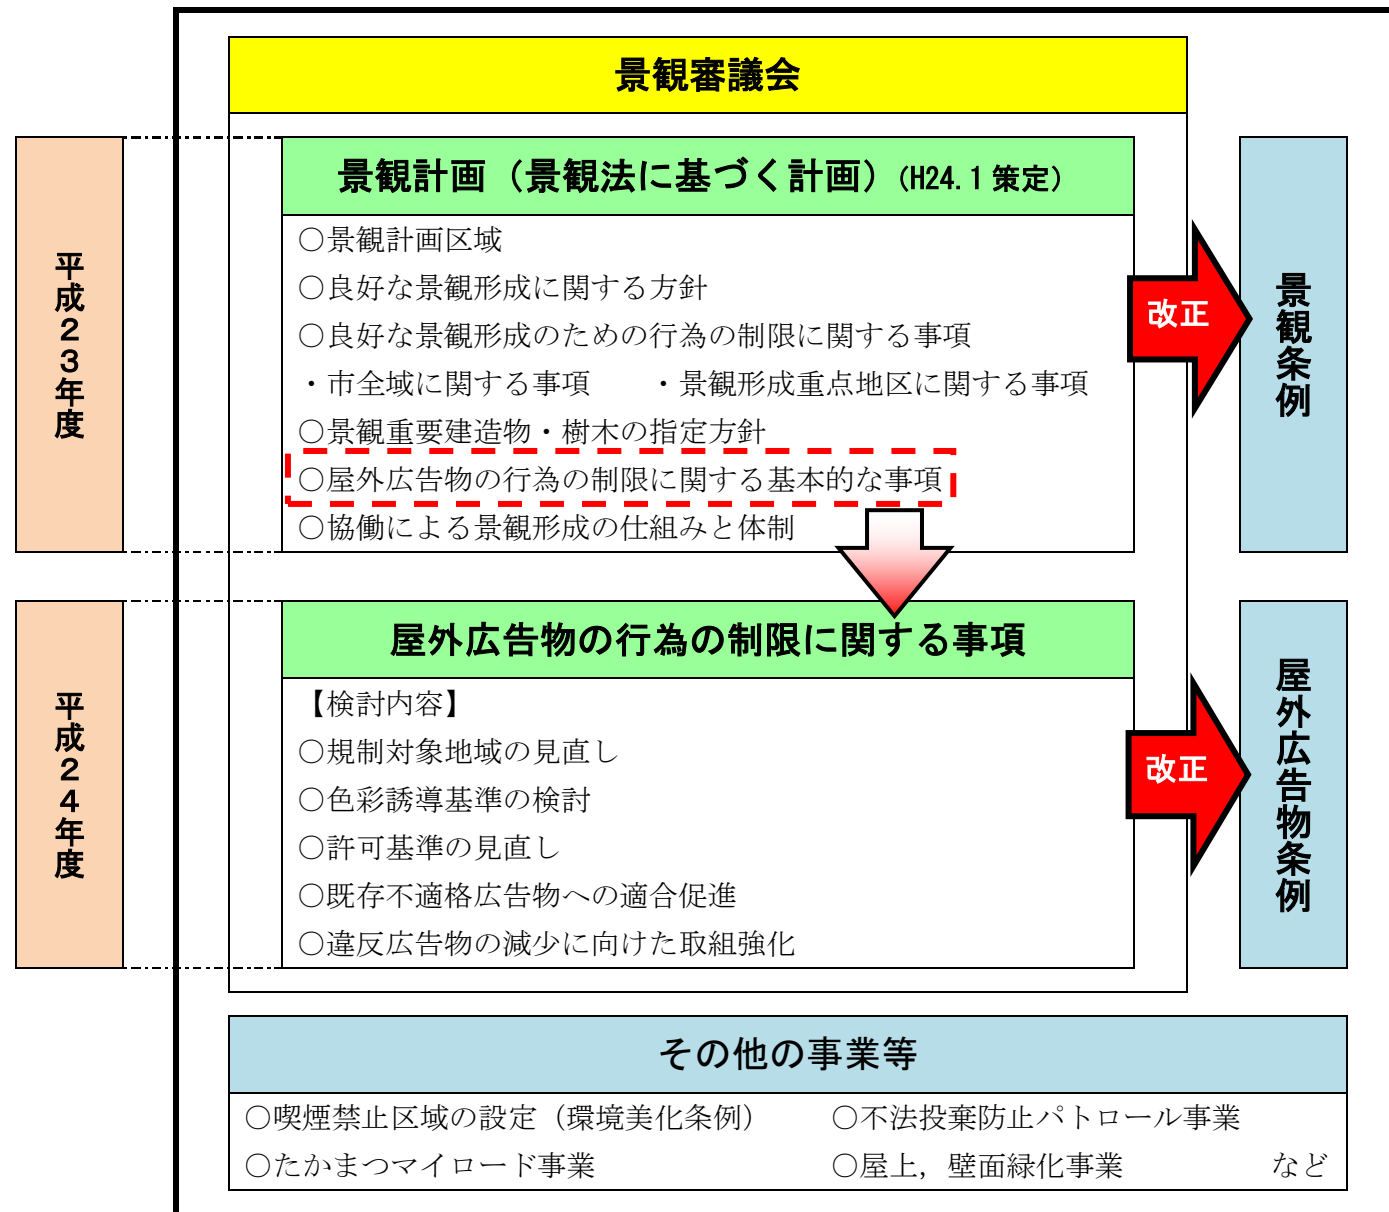 景観審議会
平成２３年度
景観計画（景観法に基づく計画）（H24.1 策定）
○景観計画区域
○良好な景観形成に関する方針
○良好な景観形成のための行為の制限に関する事項
・市全域に関する事項　・景観形成重点地区に関する事項
○景観重要建造物・樹木の指定方針
○屋外広告物の行為の制限に関する基本的な事項
○協働による景観形成の仕組みと体制
改正
景観条例
平成２４年度
屋外広告物の行為の制限に関する事項
【検討内容】
○規制対象地域の見直し
○色彩誘導基準の検討
○許可基準の見直し
○既存不適格広告物への適合促進
○違反広告物の減少に向けた取組強化
改正
屋外広告物条例
その他の事業等
○喫煙禁止区域の設定（環境美化条例）　○不法投棄防止パトロール事業
○たかまつマイロード事業　○屋上，壁面緑化事業　など